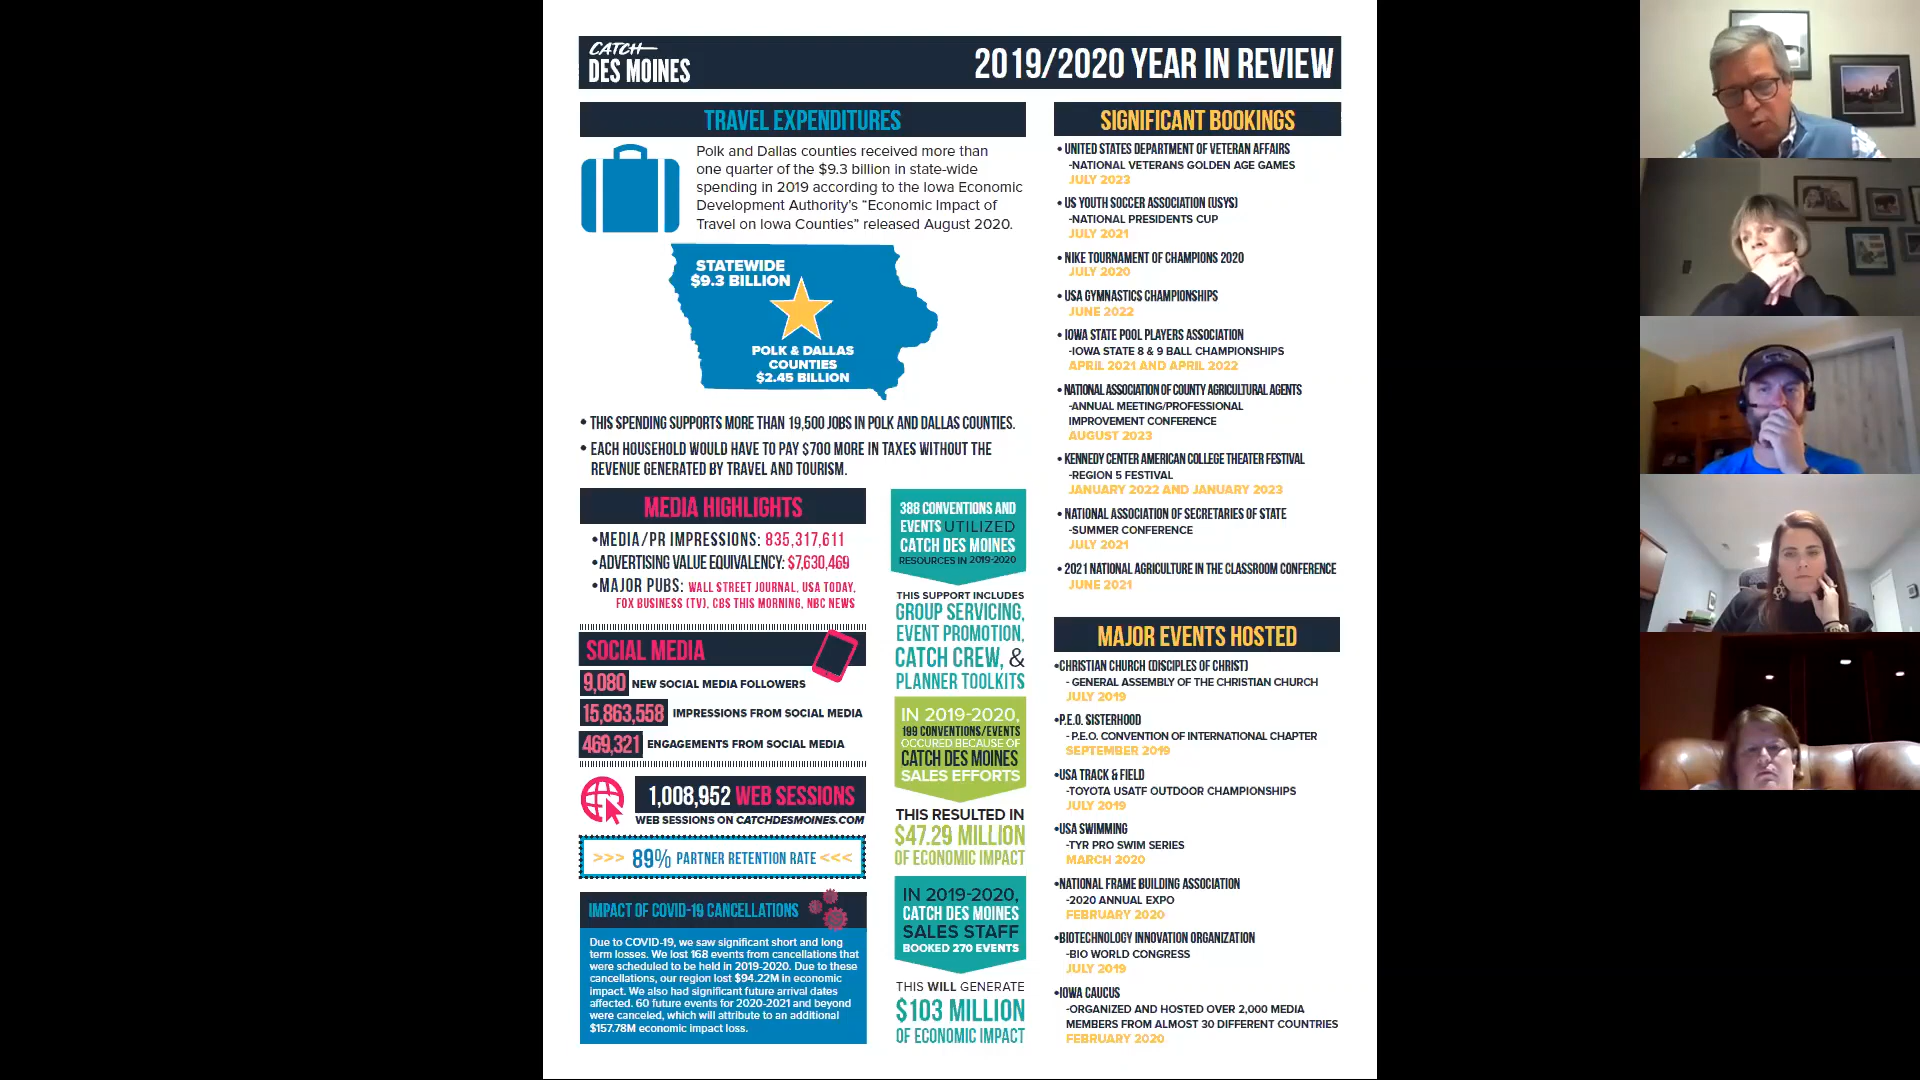 CATCH
DES MOINES
2019/2020 YEAR IN REVIEW
TRAVEL EXPENDITURES
Polk and Dallas counties received more than
one quarter of the $9.3 billion in state-wide
spending in 2019 according to the Iowa Economic
Development Authority's "Economic Impact of
Travel on Iowa Counties" released August 2020.
STATEWIDE
$9.3 BILLION
POLK & DALLAS
COUNTIES
$2.45 BILLION
• THIS SPENDING SUPPORTS MORE THAN 19,500 JOBS IN POLK AND DALLAS COUNTIES.
• EACH HOUSEHOLD WOULD HAVE TO PAY $700 MORE IN TAXES WITHOUT THE
REVENUE GENERATED BY TRAVEL AND TOURISM.
MEDIA HIGHLIGHTS
•MEDIA/PR IMPRESSIONS: 835,317,611
•ADVERTISING VALUE EQUIVALENCY: $7,630,469
•MAJOR PUBS: WALL STREET JOURNAL, USA TODAY,
FOX BUSINESS (TV), CBS THIS MORNING, NBC NEWS
SOCIAL MEDIA
9,080 NEW SOCIAL MEDIA FOLLOWERS
15,863,558 IMPRESSIONS FROM SOCIAL MEDIA
469,321 ENGAGEMENTS FROM SOCIAL MEDIA
1,008,952 WEB SESSIONS
WEB SESSIONS ON CATCHDESMOINES.COM
>>> 89% PARTNER RETENTION RATE <<<
IMPACT OF COVID-19 CANCELLATIONS
Due to COVID-19, we saw significant short and long
term losses. We lost 168 events from cancellations that
were scheduled to be held in 2019-2020. Due to these
cancellations, our region lost $94.22M in economic
impact. We also had significant future arrival dates
affected. 60 future events for 2020-2021 and beyond
were canceled, which will attribute to an additional
$157.78M economic impact loss.
388 CONVENTIONS AND
EVENTS UTILIZED
CATCH DES MOINES
RESOURCES IN 2019-2020
THIS SUPPORT INCLUDES
GROUP SERVICING,
EVENT PROMOTION,
CATCH CREW, &
PLANNER TOOLKITS
IN 2019-2020,
199 CONVENTIONS/EVENTS
OCCURED BECAUSE OF
CATCH DES MOINES
SALES EFFORTS
THIS RESULTED IN
$47.29 MILLION
OF ECONOMIC IMPACT
IN 2019-2020,
CATCH DES MOINES
SALES STAFF
BOOKED 270 EVENTS
THIS WILL GENERATE
$103 MILLION
OF ECONOMIC IMPACT
SIGNIFICANT BOOKINGS
• UNITED STATES DEPARTMENT OF VETERAN AFFAIRS
-NATIONAL VETERANS GOLDEN AGE GAMES
JULY 2023
• US YOUTH SOCCER ASSOCIATION (USYS)
-NATIONAL PRESIDENTS CUP
JULY 2021
• NIKE TOURNAMENT OF CHAMPIONS 2020
JULY 2020
• USA GYMNASTICS CHAMPIONSHIPS
JUNE 2022
• IOWA STATE POOL PLAYERS ASSOCIATION
-IOWA STATE 8 & 9 BALL CHAMPIONSHIPS
APRIL 2021 AND APRIL 2022
• NATIONAL ASSOCIATION OF COUNTY AGRICULTURAL AGENTS
-ANNUAL MEETING/PROFESSIONAL
IMPROVEMENT CONFERENCE
AUGUST 2023
• KENNEDY CENTER AMERICAN COLLEGE THEATER FESTIVAL
-REGION 5 FESTIVAL
JANUARY 2022 AND JANUARY 2023
• NATIONAL ASSOCIATION OF SECRETARIES OF STATE
-SUMMER CONFERENCE
JULY 2021
• 2021 NATIONAL AGRICULTURE IN THE CLASSROOM CONFERENCE
JUNE 2021
MAJOR EVENTS HOSTED
•CHRISTIAN CHURCH (DISCIPLES OF CHRIST)
- GENERAL ASSEMBLY OF THE CHRISTIAN CHURCH
JULY 2019
•P.E.O. SISTERHOOD
- P.E.O. CONVENTION OF INTERNATIONAL CHAPTER
SEPTEMBER 2019
•USA TRACK & FIELD
-TOYOTA USATF OUTDOOR CHAMPIONSHIPS
JULY 2019
•USA SWIMMING
-TYR PRO SWIM SERIES
MARCH 2020
•NATIONAL FRAME BUILDING ASSOCIATION
-2020 ANNUAL EXPO
FEBRUARY 2020
•BIOTECHNOLOGY INNOVATION ORGANIZATION
-BIO WORLD CONGRESS
JULY 2019
•IOWA CAUCUS
-ORGANIZED AND HOSTED OVER 2,000 MEDIA
MEMBERS FROM ALMOST 30 DIFFERENT COUNTRIES
FEBRUARY 2020